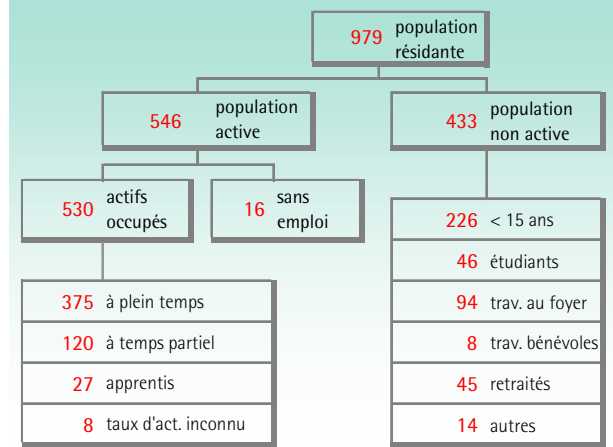 979 population
résidante
546 population
active
433 population
non active
530 actifs
occupés
16 sans
emploi
375 à plein temps
120 à temps partiel
27 apprentis
8 taux d'act. inconnu
226 < 15 ans
46 étudiants
94 trav. au foyer
8 trav. bénévoles
45 retraités
14 autres